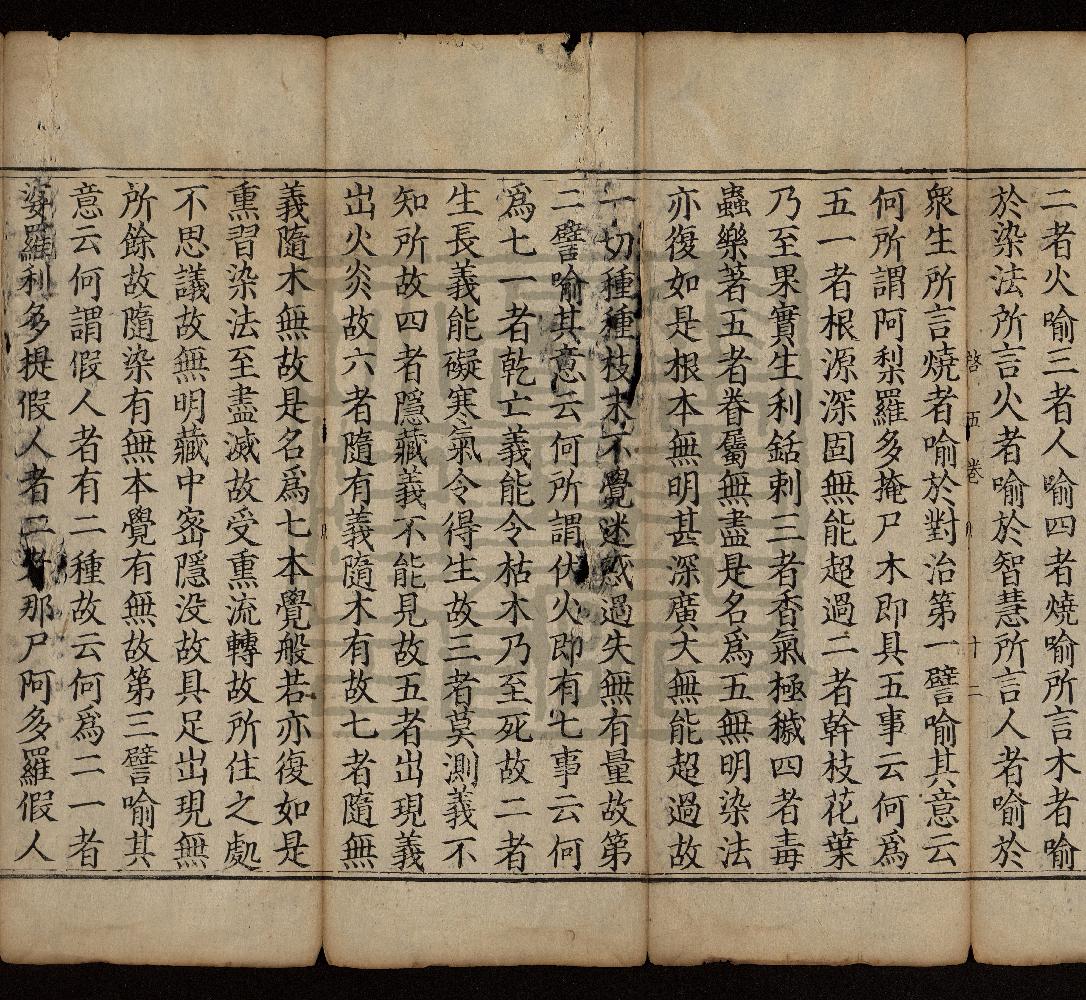 二者火喻三者人喻四者燒喻所言木者喻
於染法所言火者喻於智慧所言人者喻於
啓 五 卷 十二
衆生所言燒者喻於對治第一譬喻其意云
何所謂阿梨羅多掩尸木即具五事云何爲
五一者根源深固無能超過二者幹枝花葉
乃至果實生利銛刺三者香氣極穢四者毒
蟲樂著五者眷屬無盡是名爲五無明染法
亦復如是根本無明甚深廣大無能超過故
一切種種枝末不覺迷惑過失無有量故第
二譬喻其意云何所謂伏火即有七事云何
爲七一者乾亡義能令枯木乃至死故二者
生長義能礙寒氣令得生故三者莫測義不
知所故四者隱藏義不能見故五者出現義
出火炎故六者隨有義隨木有故七者隨無
義隨木無故是名爲七本覺般若亦復如是
熏習染法至盡滅故受熏流轉故所住之處
不思議故無明藏中密隱没故具足出現無
所餘故隨染有無本覺有無故第三譬喻其
意云何謂假人者有二種故云何爲二一者
婆羅利多提假人者二 那尸阿多羅假人